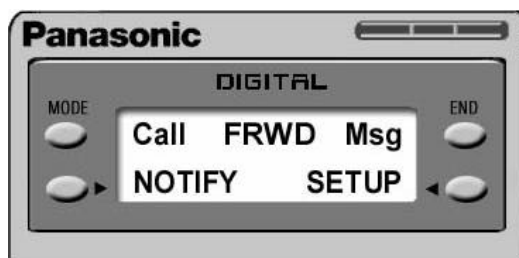 Panasonic
DIGITAL
MODE
END
Call FRWD Msg
NOTIFY SETUP